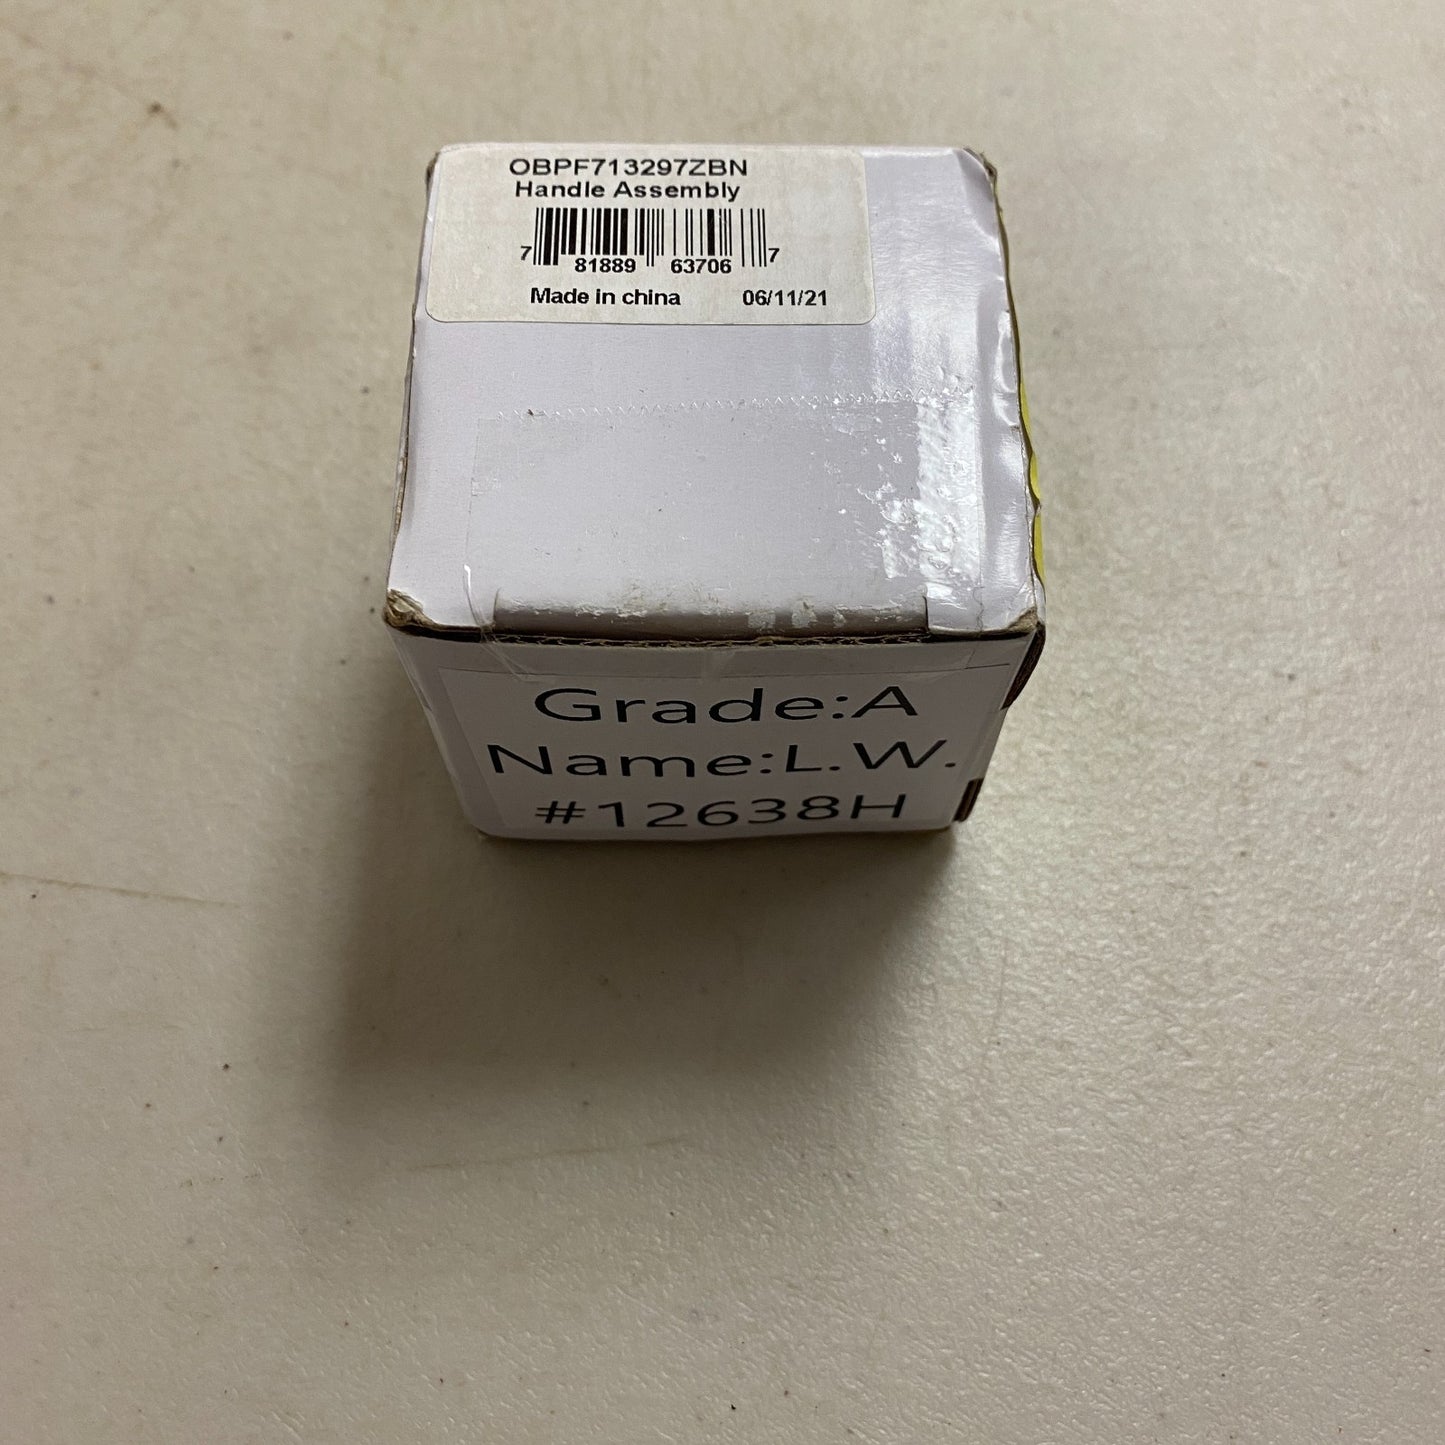 OBPF713297ZBN
Handle Assembly
7 81889 63706 7
Made in china 06/11/21
Grade:A
Name:L.W.
#12638H